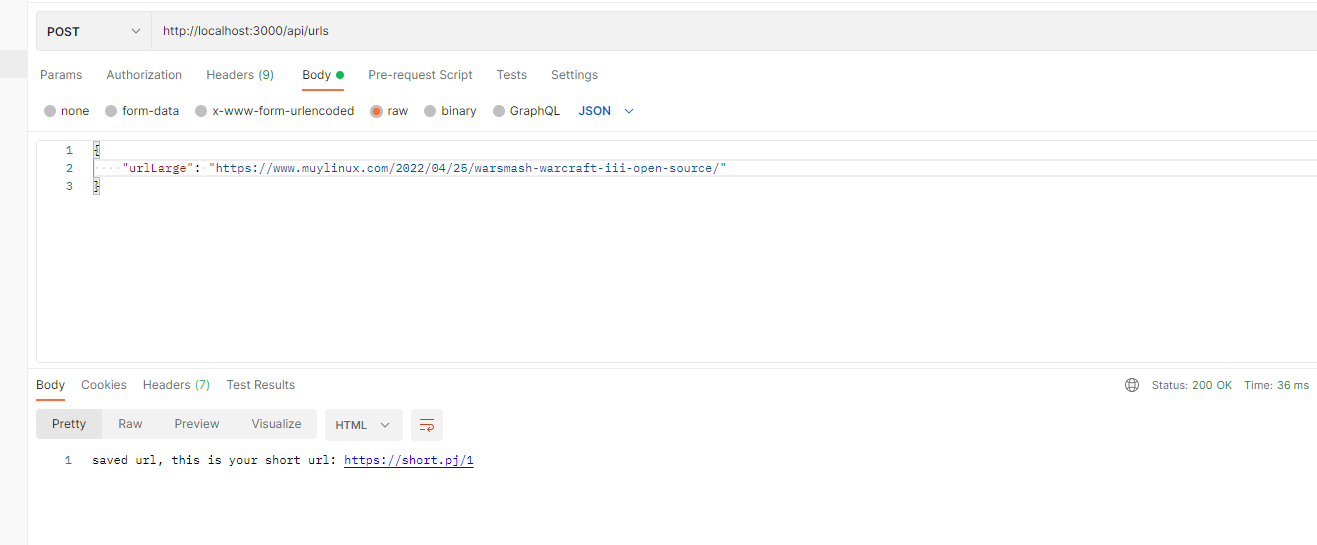 POST http://localhost:3000/api/urls
Params Authorization Headers (9) Body Pre-request Script Tests Settings
none form-data x-www-form-urlencoded raw binary GraphQL JSON
1 {
2 "urlLarge": "https://www.muylinux.com/2022/04/25/warsmash-warcraft-iii-open-source/"
3 }
Body Cookies Headers (7) Test Results Status: 200 OK Time: 36 ms
Pretty Raw Preview Visualize HTML
1 saved url, this is your short url: https://short.pj/1